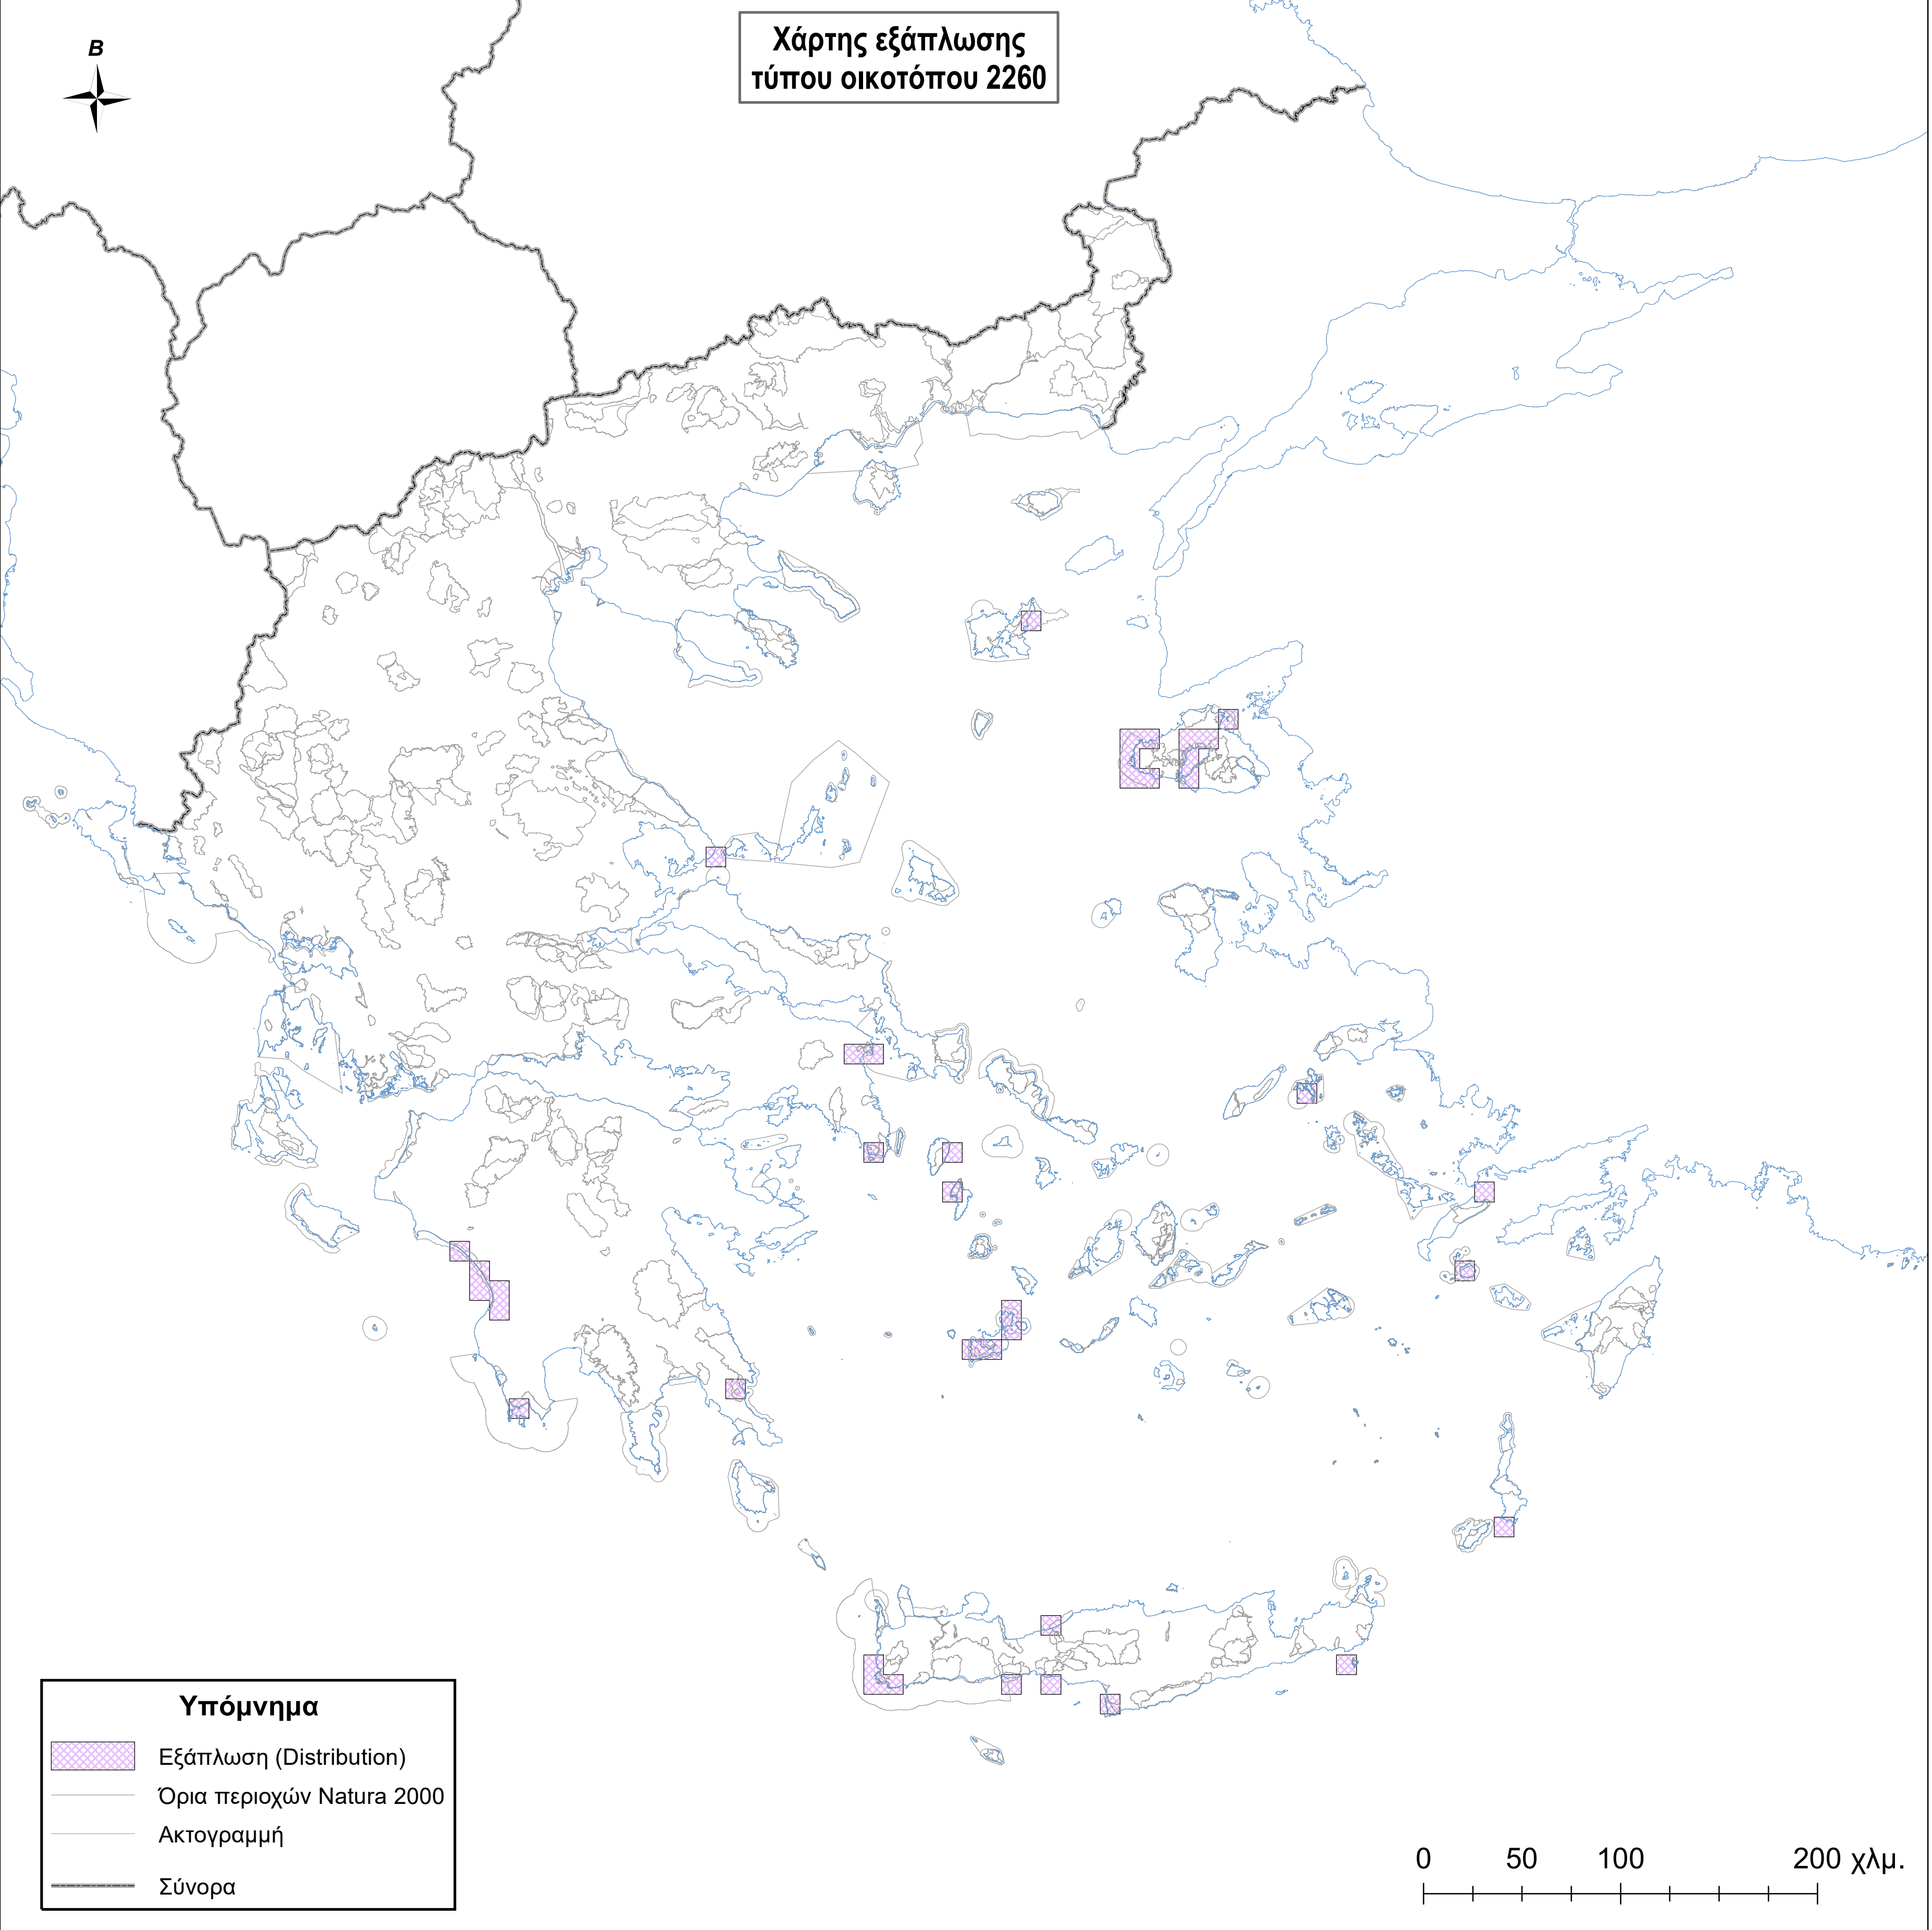 Β
Χάρτης εξάπλωσης
τύπου οικοτόπου 2260
Υπόμνημα
Εξάπλωση (Distribution)
Όρια περιοχών Natura 2000
Ακτογραμμή
Σύνορα
0 50 100 200 χλμ.